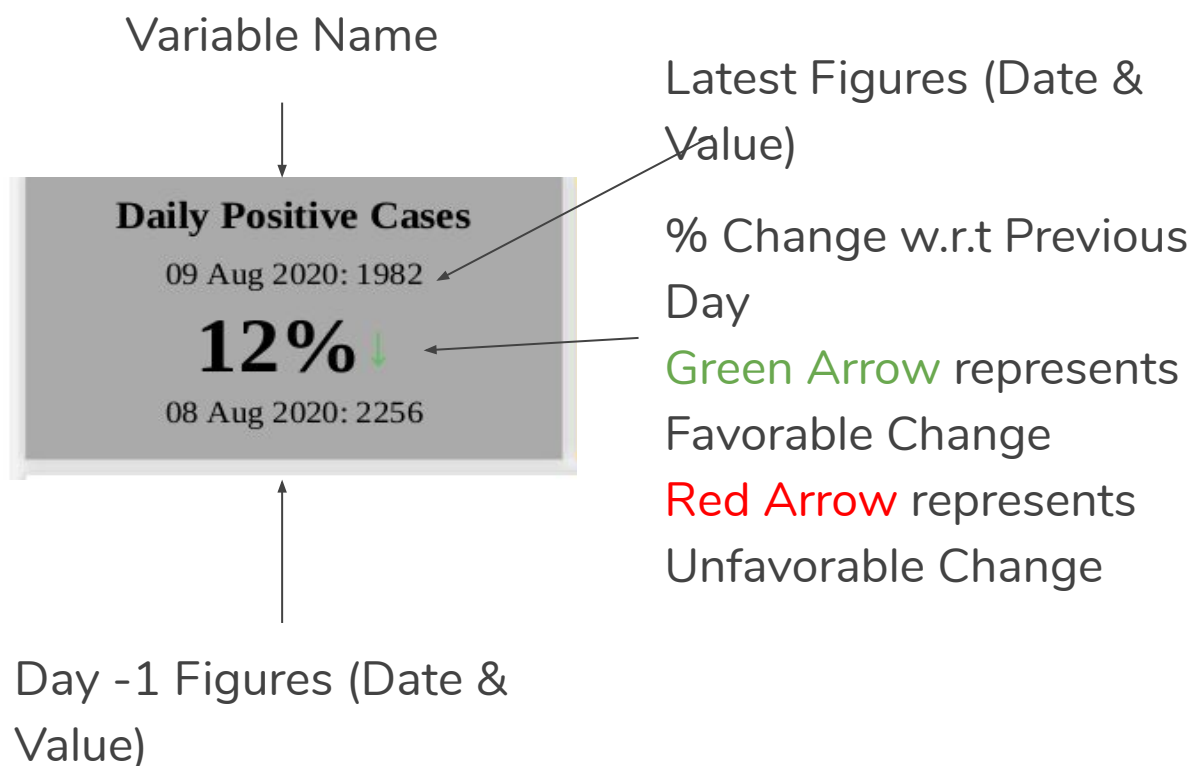 Variable Name
Latest Figures (Date &
Value)
Daily Positive Cases
09 Aug 2020: 1982
12%↓
08 Aug 2020: 2256
% Change w.r.t Previous
Day
Green Arrow represents
Favorable Change
Red Arrow represents
Unfavorable Change
Day -1 Figures (Date &
Value)